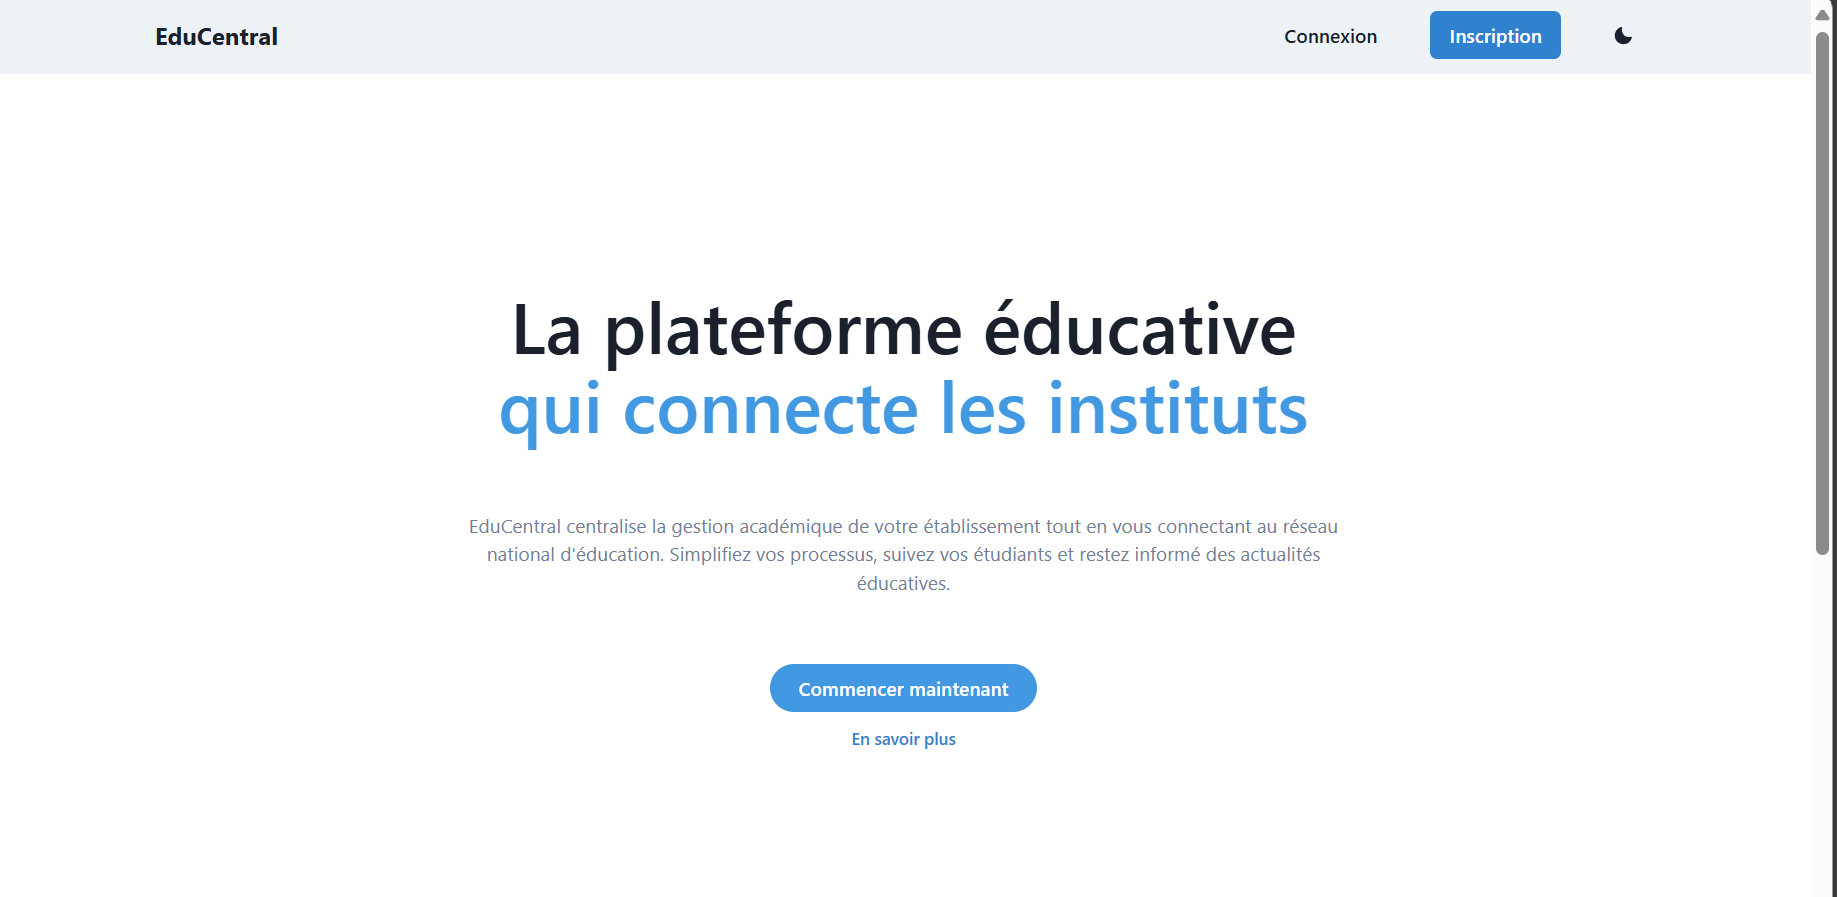 EduCentral
Connexion
Inscription
La plateforme éducative
qui connecte les instituts
EduCentral centralise la gestion académique de votre établissement tout en vous connectant au réseau
national d'éducation. Simplifiez vos processus, suivez vos étudiants et restez informé des actualités
éducatives.
Commencer maintenant
En savoir plus